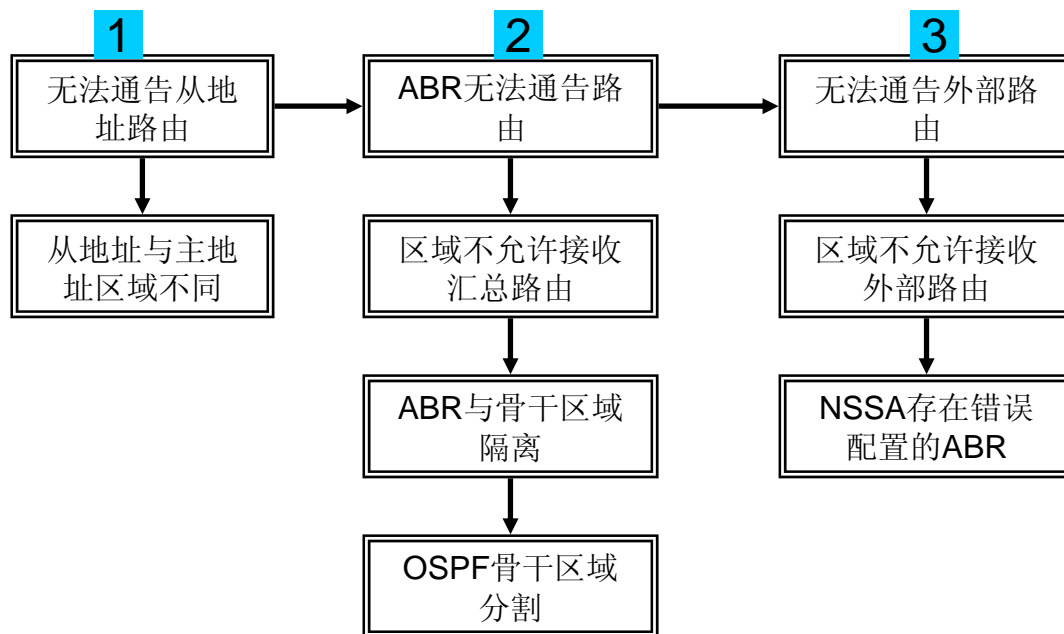 1
2
3
无法通告从地
址路由
ABR无法通告路
由
无法通告外部路
由
从地址与主地
址区域不同
区域不允许接收
汇总路由
区域不允许接收
外部路由
ABR与骨干区域
隔离
NSSA存在错误
配置的ABR
OSPF骨干区域
分割